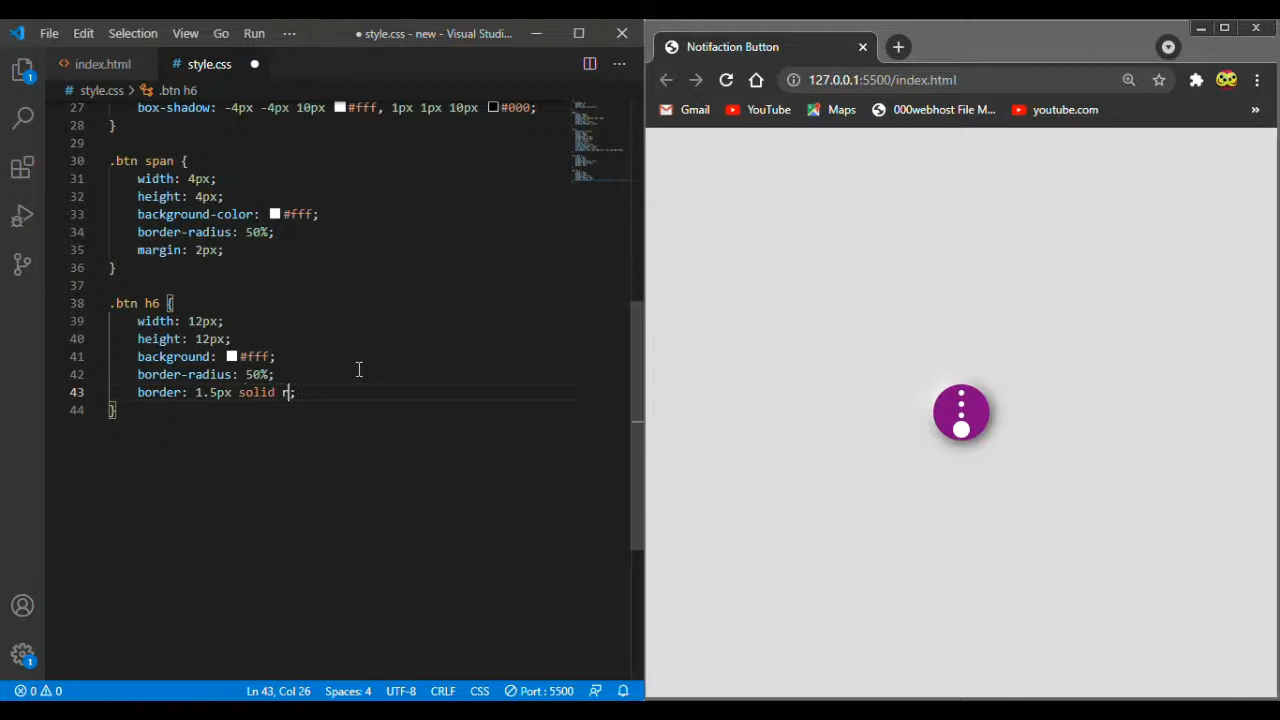 File Edit Selection View Go Run ··· ● style.css - new - Visual Studi...
index.html
style.css
style.css > .btn h6
27 box-shadow: -4px -4px 10px #fff, 1px 1px 10px #000;
28 }
29
30 .btn span {
31 width: 4px;
32 height: 4px;
33 background-color: #fff;
34 border-radius: 50%;
35 margin: 2px;
36 }
37
38 .btn h6 {
39 width: 12px;
40 height: 12px;
41 background: #fff;
42 border-radius: 50%;
43 border: 1.5px solid r;
44 }
1
1
0 0 Ln 43, Col 26 Spaces: 4 UTF-8 CRLF CSS Port : 5500
Notifaction Button
127.0.0.1:5500/index.html
Gmail YouTube Maps 000webhost File M... youtube.com »